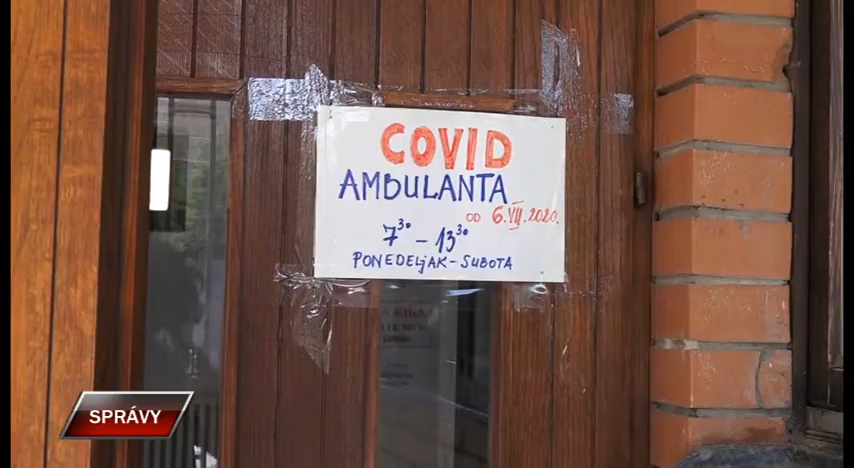 COVID
AMBULANTA
OD 6.VII.2020.
7³⁰ - 13³⁰
PONEDELjAK - SUBOTA
SPRÁVY